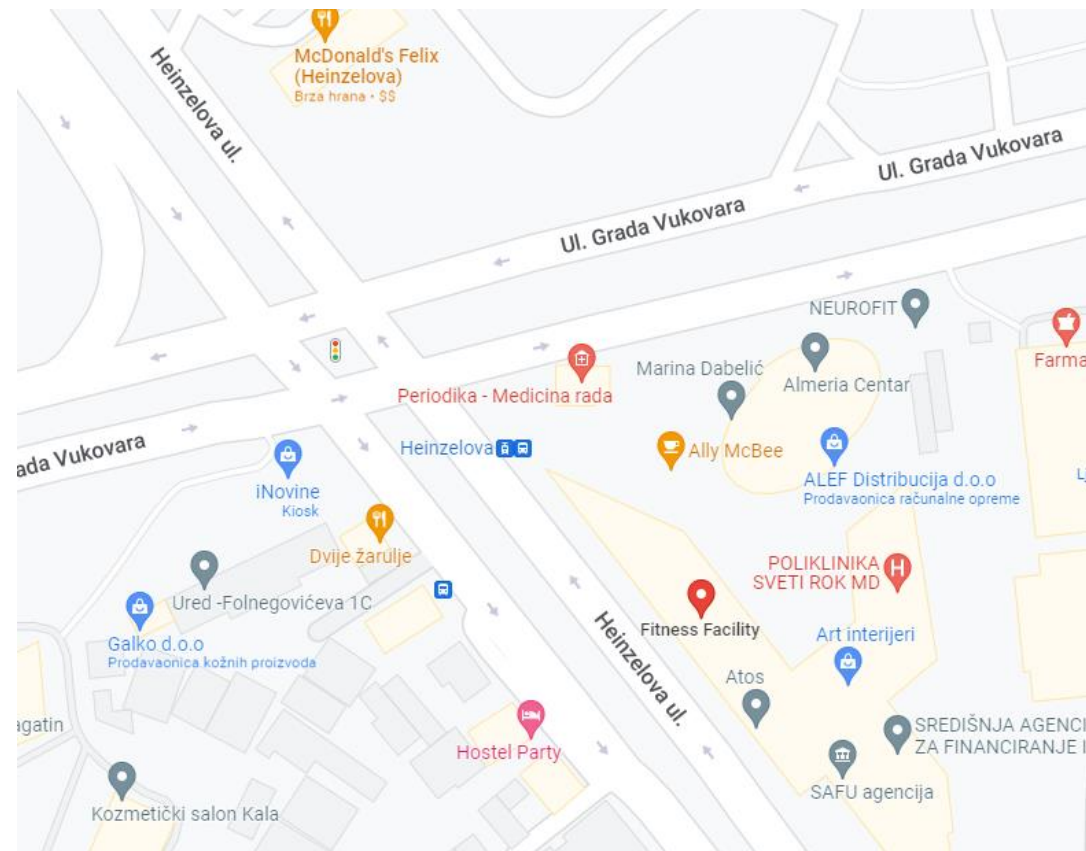 McDonald's Felix
(Heinzelova)
Brza hrana • $$
Heinzelova ul.
Ul. Grada Vukovara
Ul. Grada Vukovara
NEUROFIT
Marina Dabelić
Almeria Centar
Farma
Periodika - Medicina rada
Heinzelova
Ally McBee
ada Vukovara
iNovine
Kiosk
ALEF Distribucija d.o.o
Prodavaonica računalne opreme
Lj
Dvije žarulje
POLIKLINIKA
SVETI ROK MD
H
Ured -Folnegovićeva 1C
Fitness Facility
Heinzelova ul.
Art interijeri
Galko d.o.o
Prodavaonica kožnih proizvoda
Atos
agatin
Hostel Party
SREDIŠNJA AGENCI
ZA FINANCIRANJE I
SAFU agencija
Kozmetički salon Kala